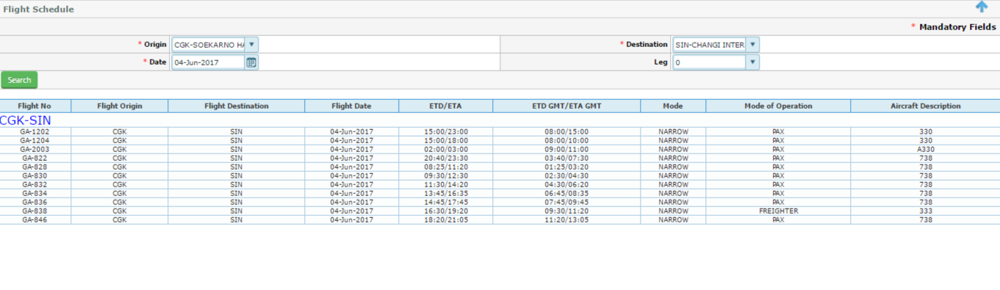 Flight Schedule
* Mandatory Fields
* Origin CGK-SOEKARNO HA * Destination SIN-CHANGI INTER
* Date 04-Jun-2017 Leg 0
Search
Flight No Flight Origin Flight Destination Flight Date ETD/ETA ETD GMT/ETA GMT Mode Mode of Operation Aircraft Description
CGK-SIN
GA-1202 CGK SIN 04-Jun-2017 15:00/23:00 08:00/15:00 NARROW PAX 330
GA-1204 CGK SIN 04-Jun-2017 15:00/18:00 08:00/10:00 NARROW PAX 330
GA-2003 CGK SIN 04-Jun-2017 02:00/03:00 09:00/11:00 NARROW PAX A330
GA-822 CGK SIN 04-Jun-2017 20:40/23:30 03:40/07:30 NARROW PAX 738
GA-828 CGK SIN 04-Jun-2017 08:25/11:20 01:25/03:20 NARROW PAX 738
GA-830 CGK SIN 04-Jun-2017 09:30/12:30 02:30/04:30 NARROW PAX 738
GA-832 CGK SIN 04-Jun-2017 11:30/14:20 04:30/06:20 NARROW PAX 738
GA-834 CGK SIN 04-Jun-2017 13:45/16:35 06:45/08:35 NARROW PAX 738
GA-836 CGK SIN 04-Jun-2017 14:45/17:45 07:45/09:45 NARROW PAX 738
GA-838 CGK SIN 04-Jun-2017 16:30/19:20 09:30/11:20 NARROW FREIGHTER 333
GA-846 CGK SIN 04-Jun-2017 18:20/21:05 11:20/13:05 NARROW PAX 738